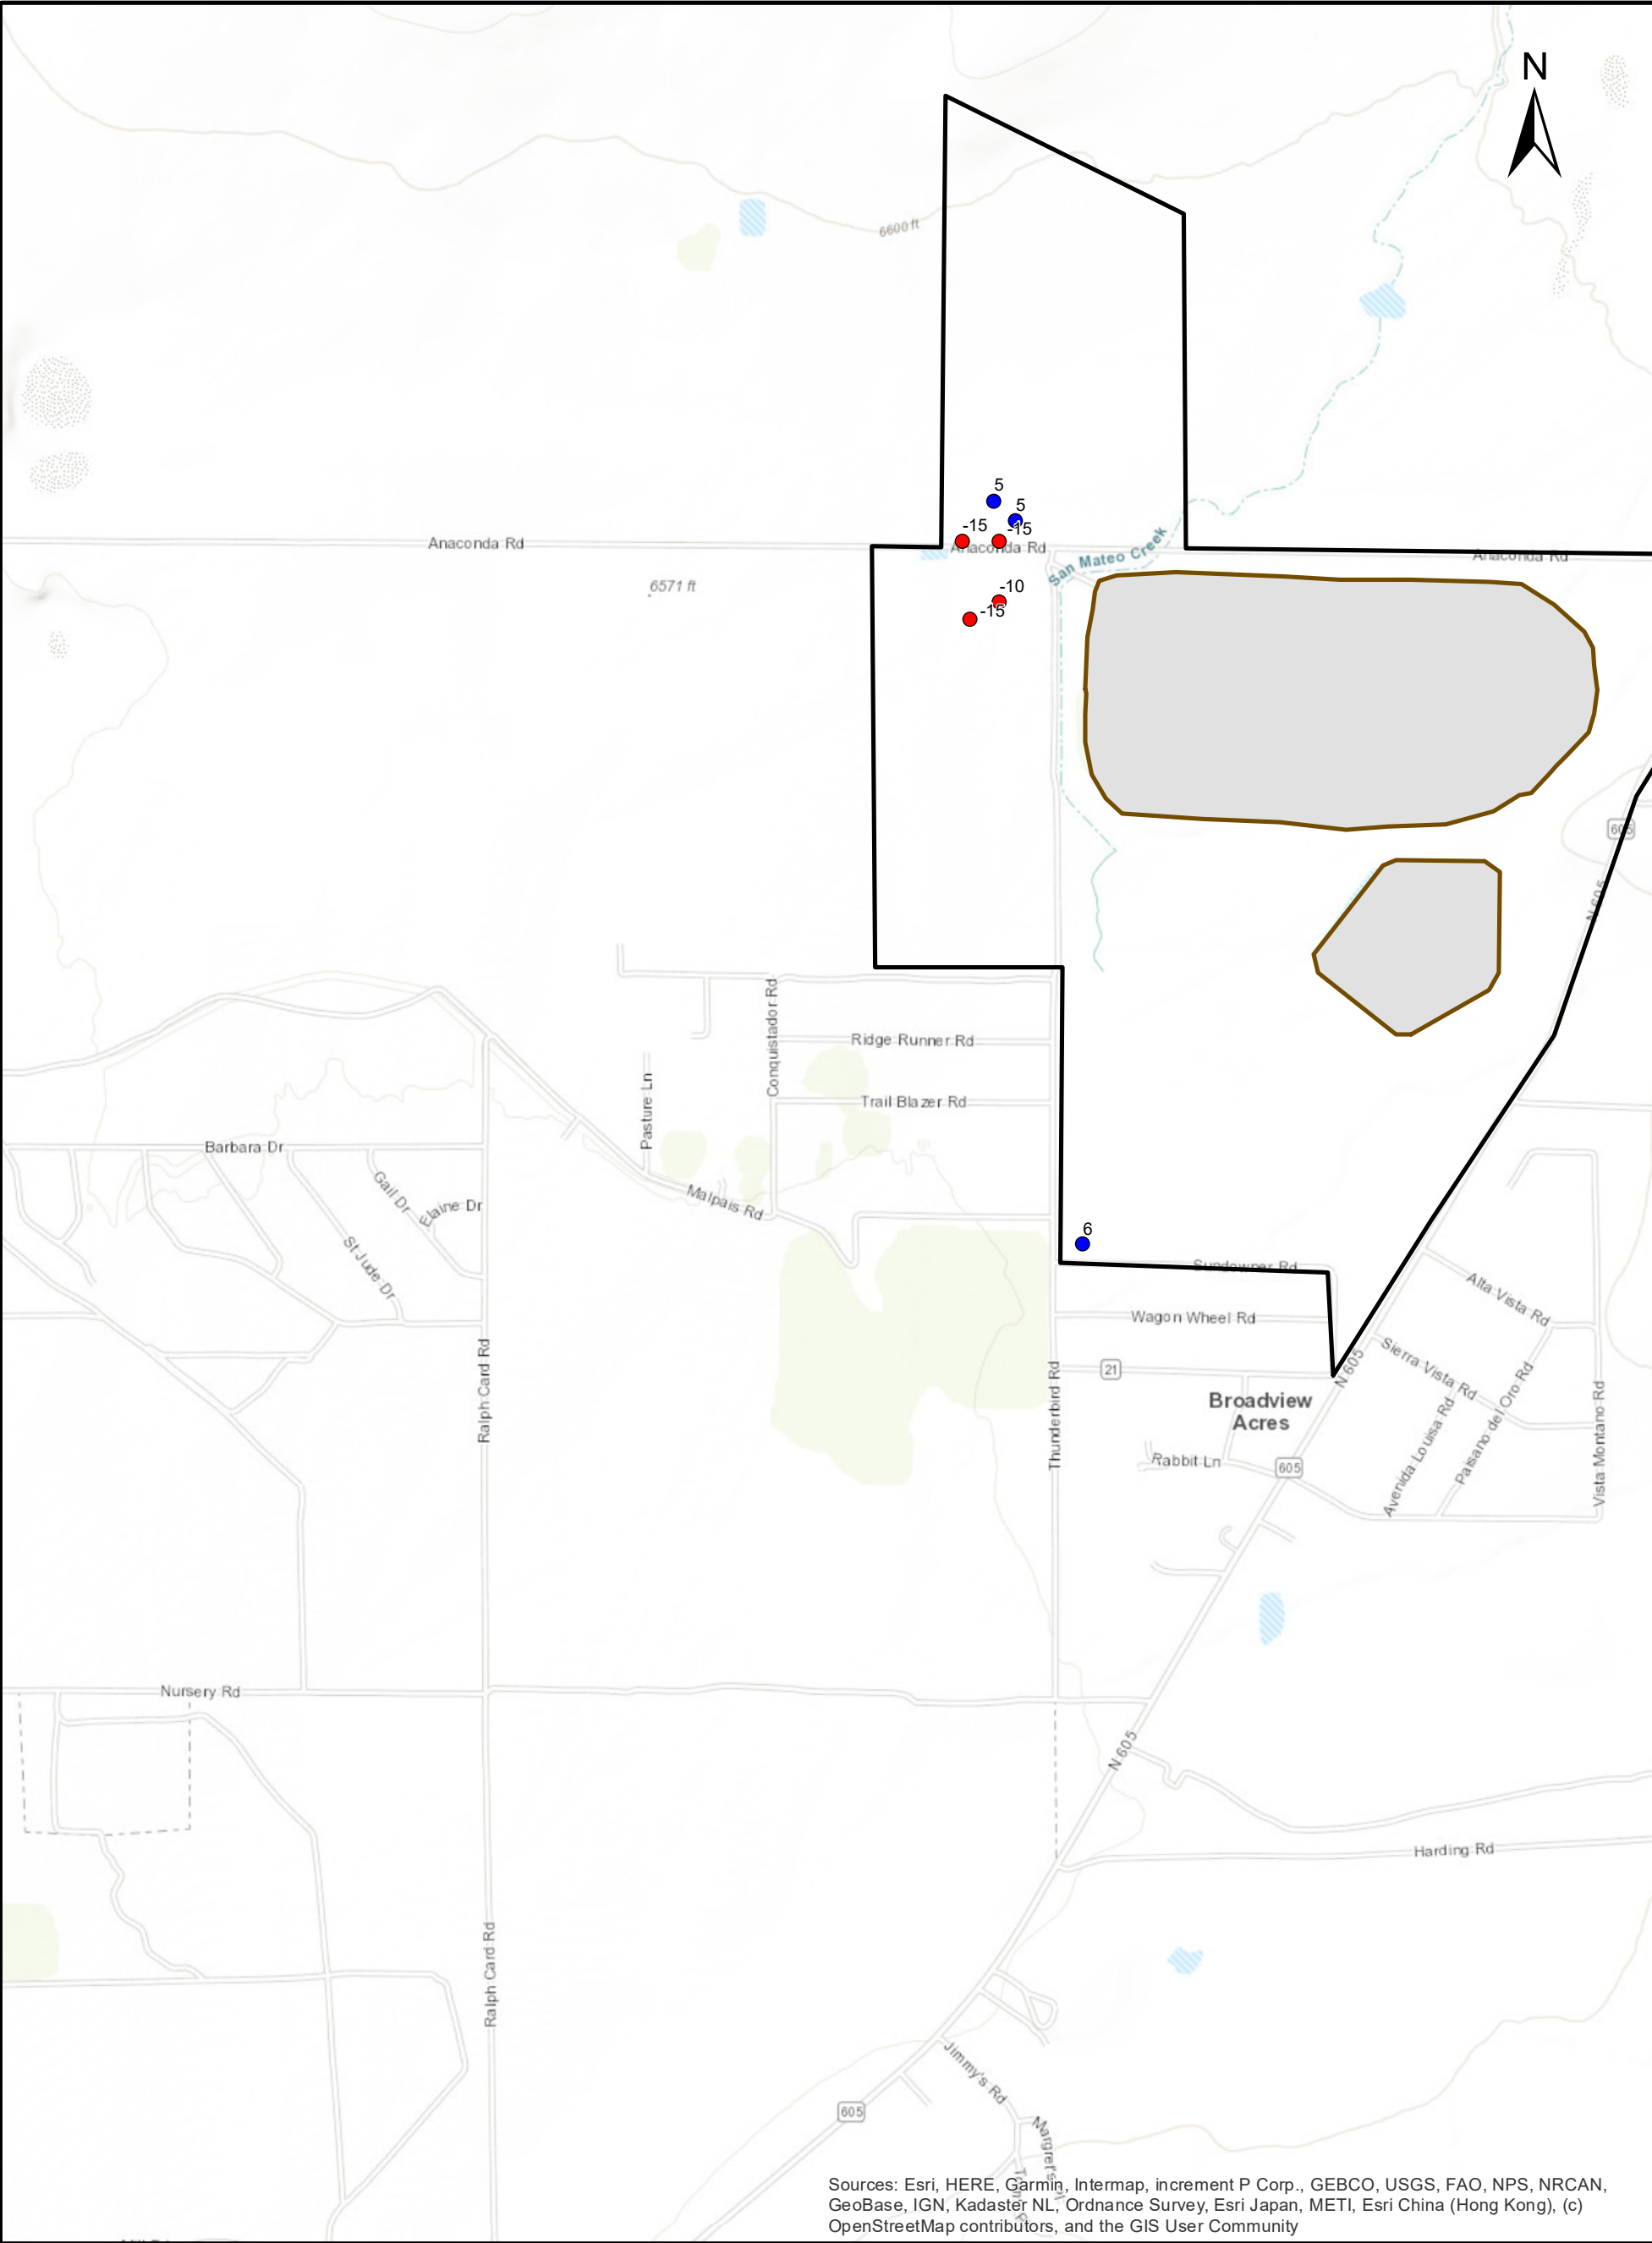 N
6600 ft
5
5
-15
-15
Anaconda Rd
Anaconda Rd
San Mateo Creek
Anaconda Rd
6571 ft
-10
-15
605
N 605
Conquistador Rd
Ridge Runner Rd
Pasture Ln
Trail Blazer Rd
Barbara Dr
Gail Dr
Elaine Dr
St Jude Dr
Malpais Rd
6
Sundowner Rd
Alta Vista Rd
Wagon Wheel Rd
Sierra Vista Rd
N 605
21
Ralph Card Rd
Thunderbird Rd
Broadview
Acres
Avenida Louisa Rd
Paisano del Oro Rd
Vista Montano Rd
Rabbit Ln
605
Nursery Rd
N 605
Harding Rd
Ralph Card Rd
Jimmy's Rd
605
Sources: Esri, HERE, Garmin, Intermap, increment P Corp., GEBCO, USGS, FAO, NPS, NRCAN,
GeoBase, IGN, Kadaster NL, Ordnance Survey, Esri Japan, METI, Esri China (Hong Kong), (c)
OpenStreetMap contributors, and the GIS User Community